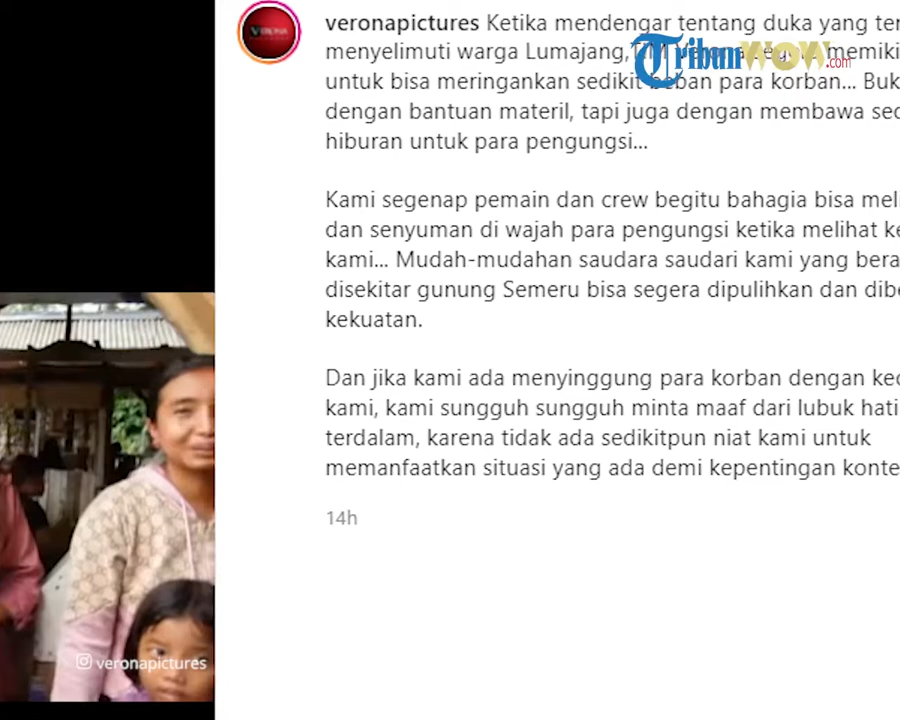 VERONA
veronapictures Ketika mendengar tentang duka yang ter
menyelimuti warga Lumajang, memiki
TribunWOW.com
untuk bisa meringankan sedikit beban para korban... Buk
dengan bantuan materil, tapi juga dengan membawa sed
hiburan untuk para pengungsi...
Kami segenap pemain dan crew begitu bahagia bisa meli
dan senyuman di wajah para pengungsi ketika melihat ke
kami... Mudah-mudahan saudara saudari kami yang bera
disekitar gunung Semeru bisa segera dipulihkan dan dibe
kekuatan.
Dan jika kami ada menyinggung para korban dengan ked
kami, kami sungguh sungguh minta maaf dari lubuk hati
terdalam, karena tidak ada sedikitpun niat kami untuk
memanfaatkan situasi yang ada demi kepentingan konte
14h
veronapictures